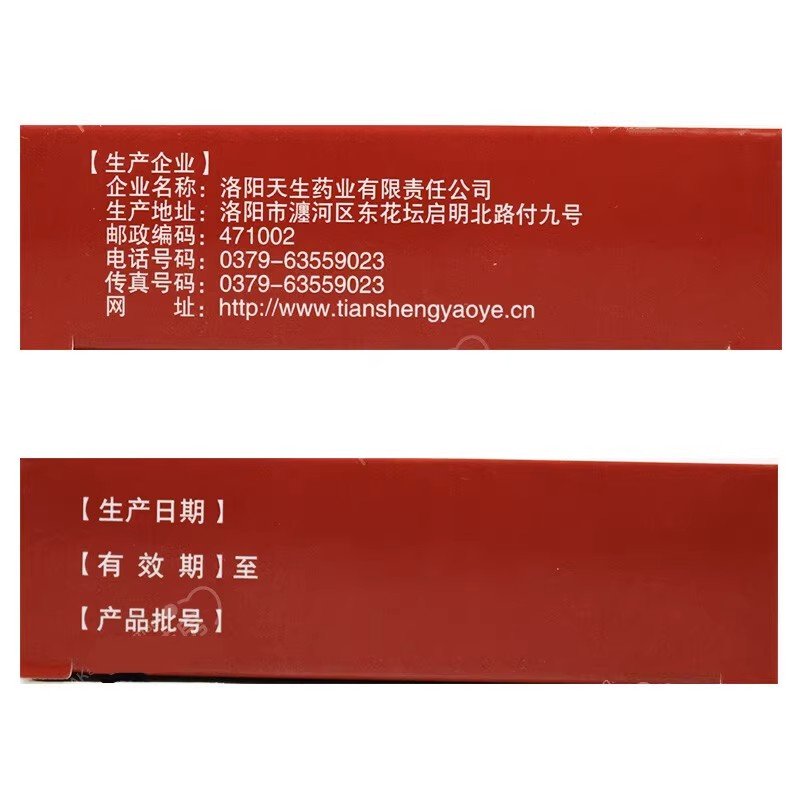 【生产企业】
企业名称：洛阳天生药业有限责任公司
生产地址：洛阳市瀍河区东花坛启明北路付九号
邮政编码：471002
电话号码：0379-63559023
传真号码：0379-63559023
网 址：http://www.tianshengyaoye.cn
【生产日期】
【有 效 期】至
【产品批号】